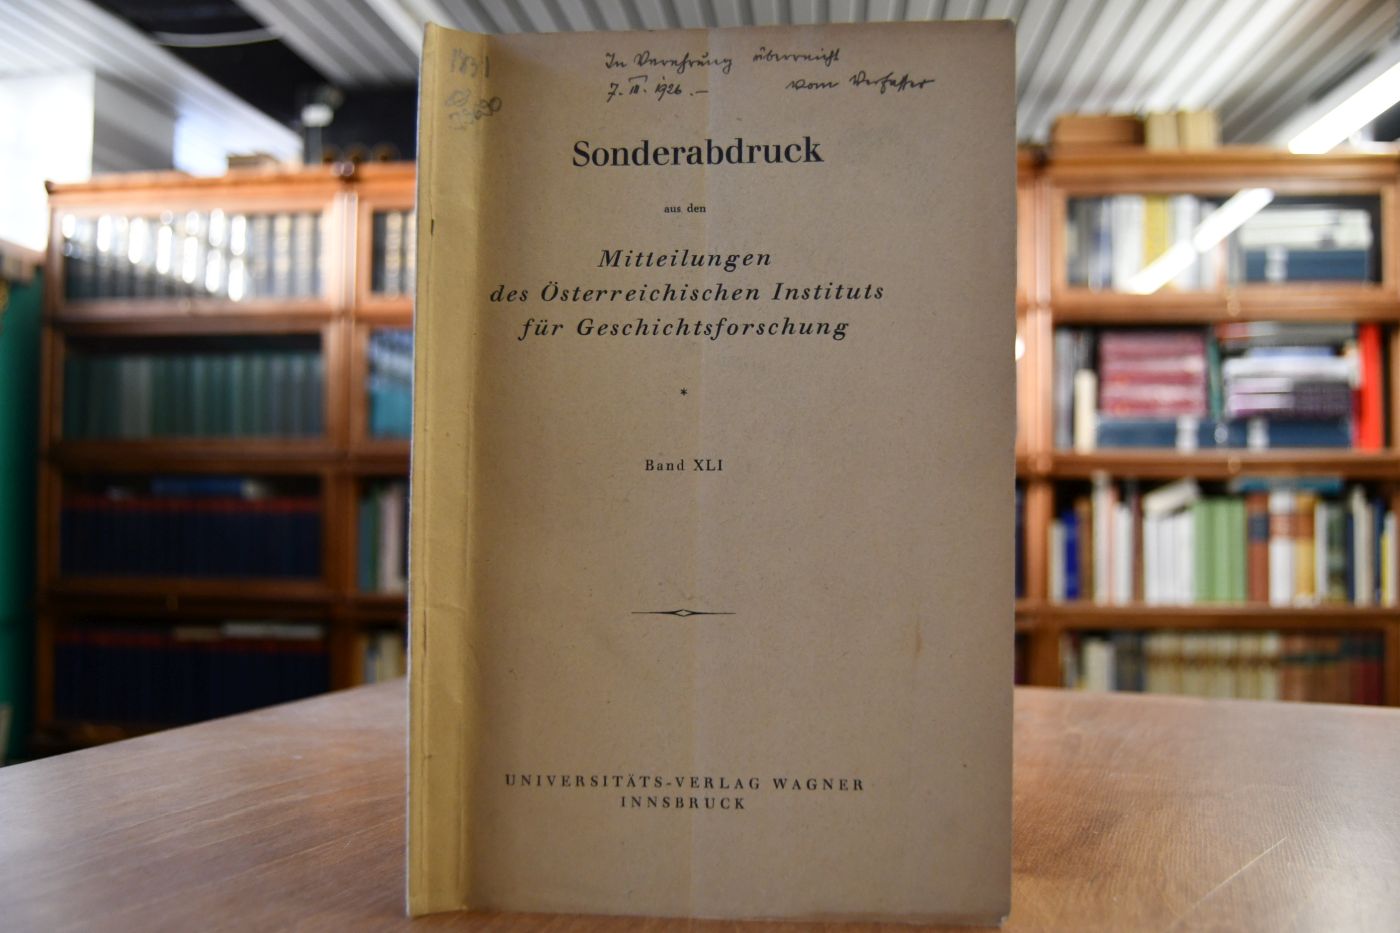 In Verehrung überreicht
7. III. 1926. — vom Verfasser
Sonderabdruck
aus den
Mitteilungen
des Österreichischen Instituts
für Geschichtsforschung
*
Band XLI
UNIVERSITÄTS-VERLAG WAGNER
INNSBRUCK